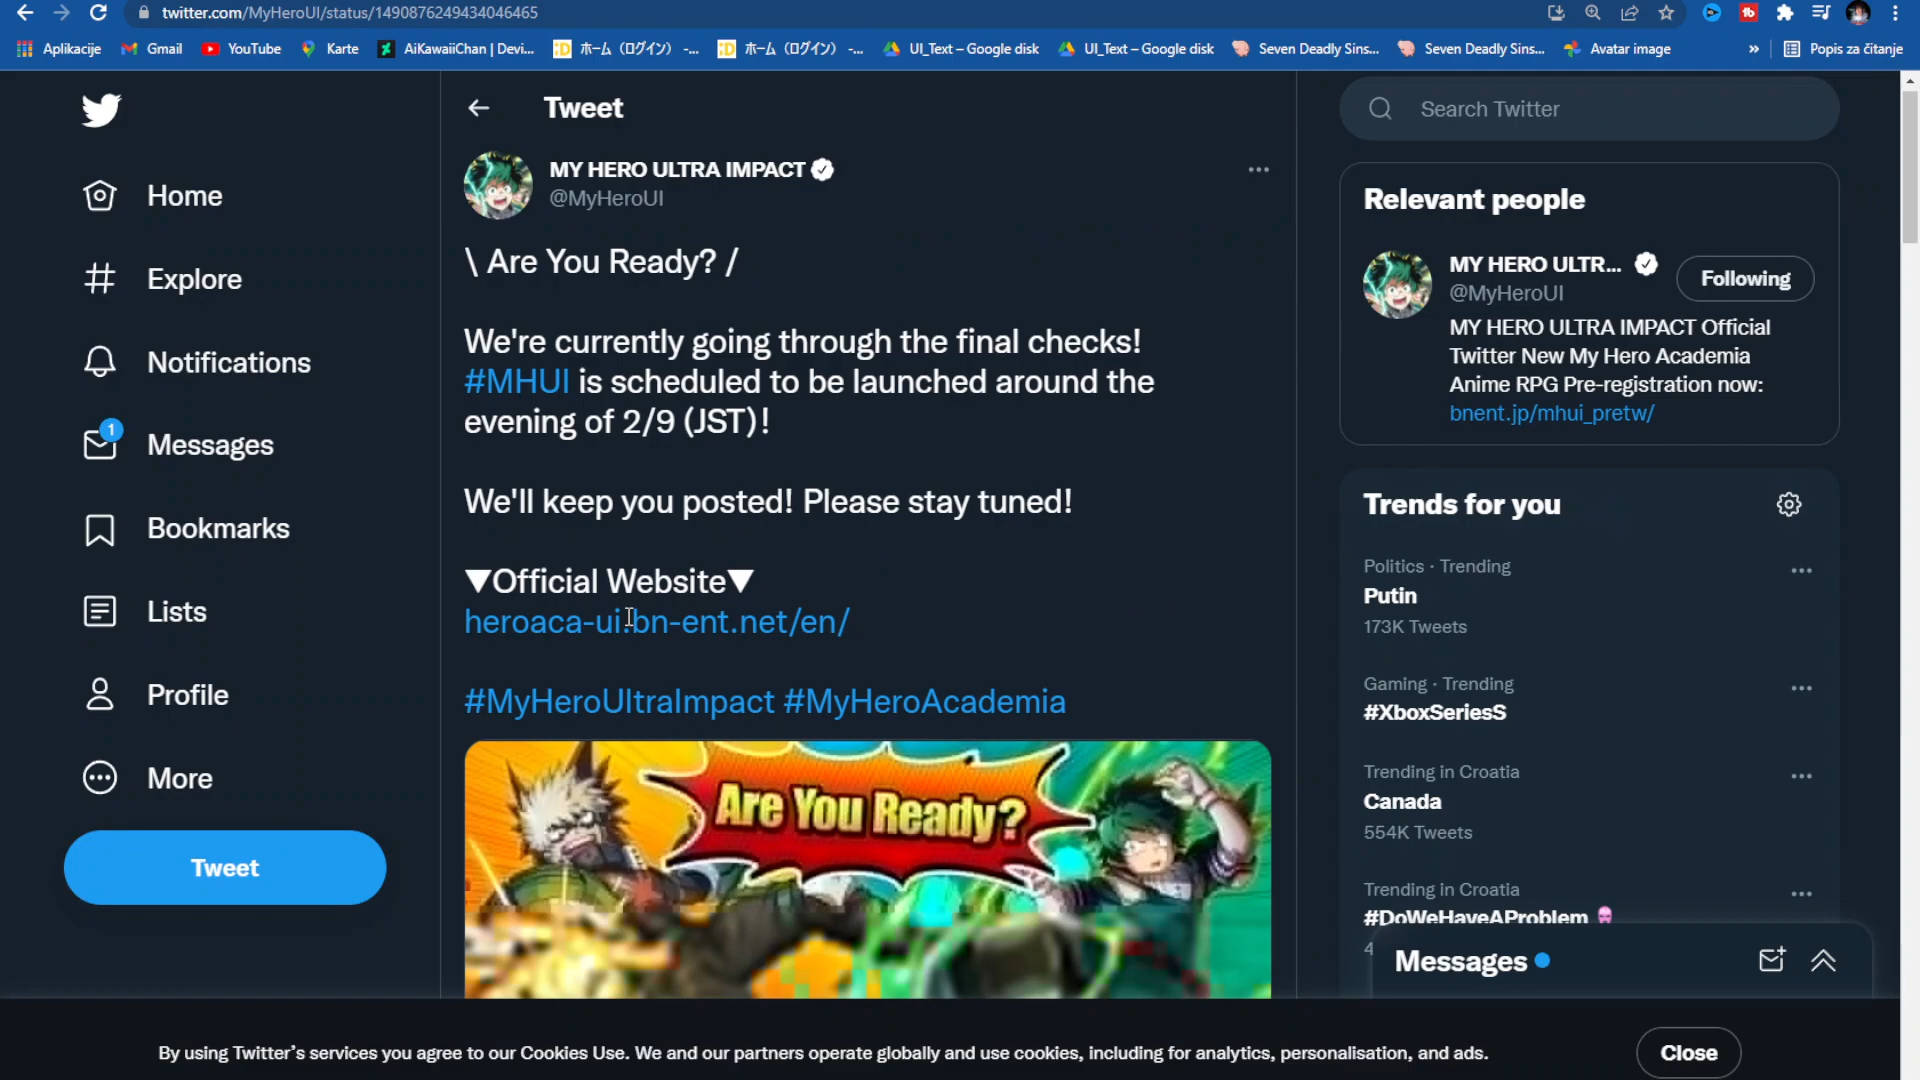 twitter.com/MyHeroUI/status/1490876249434046465
Aplikacije
Gmail
YouTube
Karte
AiKawaiiChan | Devi...
ホーム (ログイン) -...
ホーム (ログイン) -...
UI_Text – Google disk
UI_Text – Google disk
Seven Deadly Sins...
Seven Deadly Sins...
Avatar image
»
Popis za čitanje
Home
Explore
Notifications
1
Messages
Bookmarks
Lists
Profile
More
Tweet
Tweet
MY HERO ULTRA IMPACT
@MyHeroUI
\ Are You Ready? /
We're currently going through the final checks!
#MHUI is scheduled to be launched around the
evening of 2/9 (JST)!
We'll keep you posted! Please stay tuned!
▼Official Website▼
heroaca-ui.bn-ent.net/en/
#MyHeroUltraImpact #MyHeroAcademia
Are You Ready?
Search Twitter
Relevant people
MY HERO ULTR...
@MyHeroUI
Following
MY HERO ULTRA IMPACT Official
Twitter New My Hero Academia
Anime RPG Pre-registration now:
bnent.jp/mhui_pretw/
Trends for you
Politics · Trending
Putin
173K Tweets
Gaming · Trending
#XboxSeriesS
Trending in Croatia
Canada
554K Tweets
Trending in Croatia
#DoWeHaveAProblem
4
Messages
By using Twitter's services you agree to our Cookies Use. We and our partners operate globally and use cookies, including for analytics, personalisation, and ads.
Close